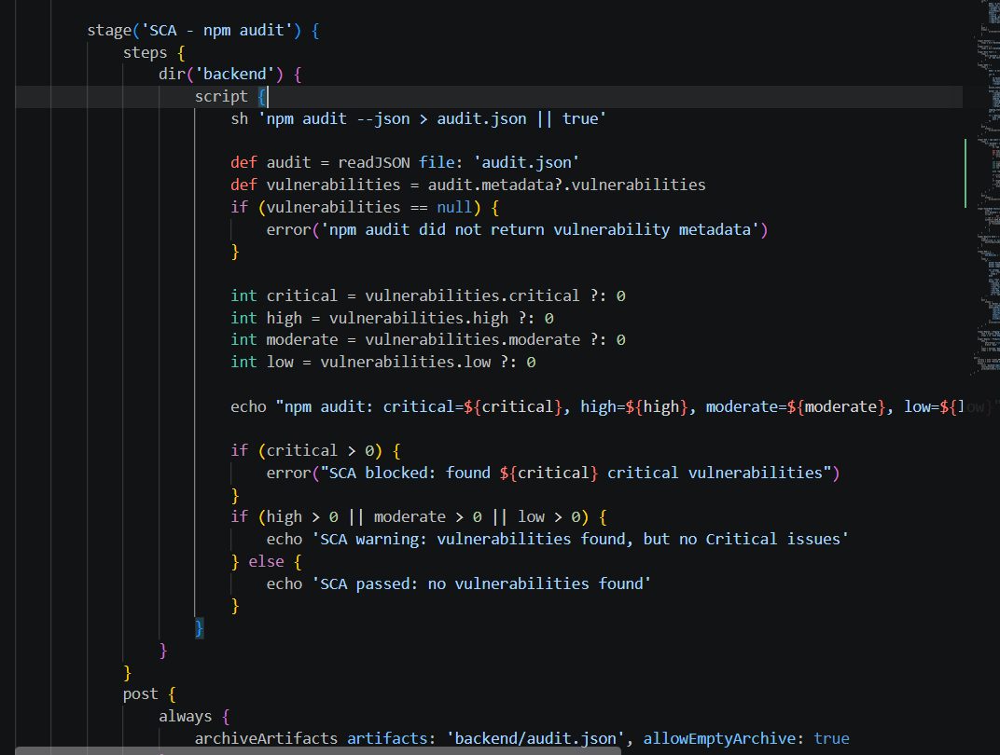 stage('SCA - npm audit') {
steps {
dir('backend') {
script {
sh 'npm audit --json > audit.json || true'
def audit = readJSON file: 'audit.json'
def vulnerabilities = audit.metadata?.vulnerabilities
if (vulnerabilities == null) {
error('npm audit did not return vulnerability metadata')
}
int critical = vulnerabilities.critical ?: 0
int high = vulnerabilities.high ?: 0
int moderate = vulnerabilities.moderate ?: 0
int low = vulnerabilities.low ?: 0
echo "npm audit: critical=${critical}, high=${high}, moderate=${moderate}, low=${low}"
if (critical > 0) {
error("SCA blocked: found ${critical} critical vulnerabilities")
}
if (high > 0 || moderate > 0 || low > 0) {
echo 'SCA warning: vulnerabilities found, but no Critical issues'
} else {
echo 'SCA passed: no vulnerabilities found'
}
}
}
}
post {
always {
archiveArtifacts artifacts: 'backend/audit.json', allowEmptyArchive: true